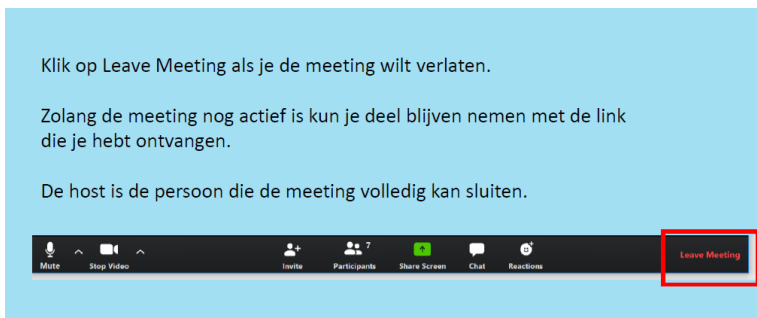 Klik op Leave Meeting als je de meeting wilt verlaten.
Zolang de meeting nog actief is kun je deel blijven nemen met de link
die je hebt ontvangen.
De host is de persoon die de meeting volledig kan sluiten.
Mute Stop Video Invite Participants 7 Share Screen Chat Reactions Leave Meeting